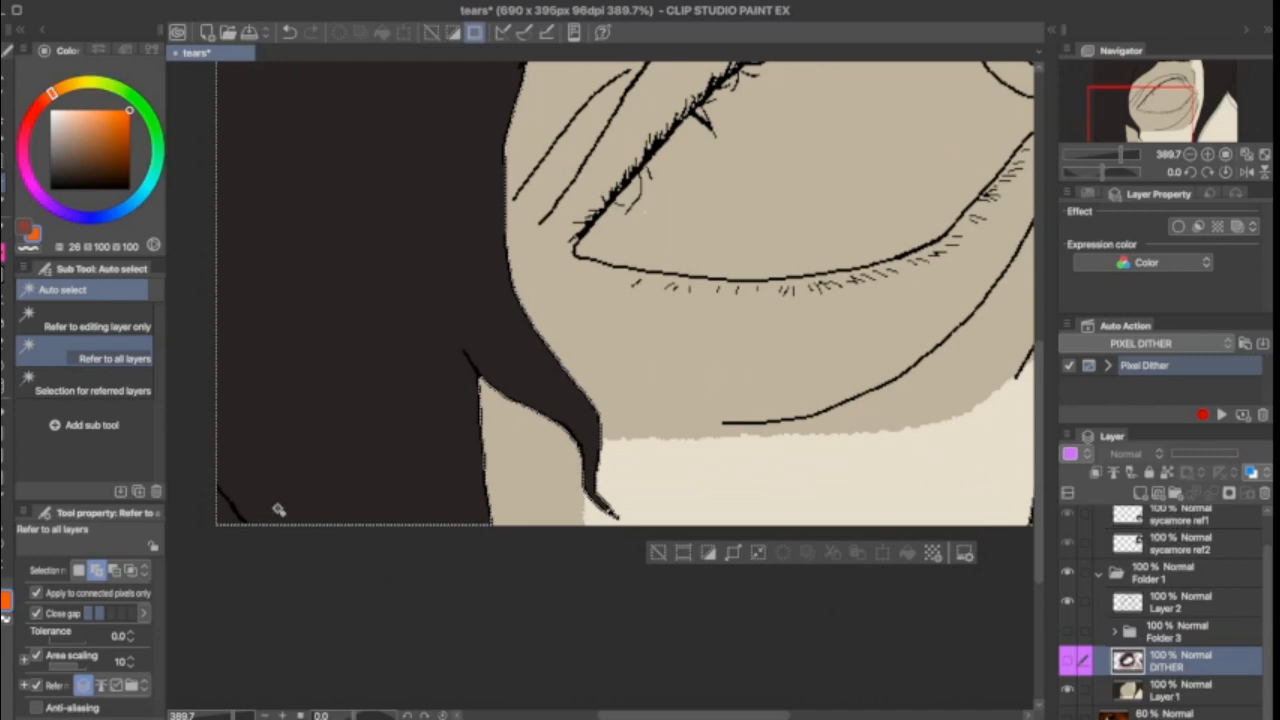 tears* (690 x 395px 96dpi 389.7%) - CLIP STUDIO PAINT EX
Color
tears*
Navigator
389.7
0.0
26 100 100
Layer Property
Effect
Expression color
Color
Sub Tool: Auto select
Auto select
Refer to editing layer only
Refer to all layers
Selection for referred layers
Add sub tool
Auto Action
PIXEL DITHER
Pixel Dither
Layer
Normal
100 % Normal
sycamore ref1
100 % Normal
sycamore ref2
100 % Normal
Folder 1
100 % Normal
Layer 2
100 % Normal
Folder 3
100 % Normal
DITHER
100 % Normal
Layer 1
60 % Normal
Tool property: Refer to a
Refer to all layers
Selection
Apply to connected pixels only
Close gap
Tolerance
0.0
Area scaling
10
Refer
Anti-aliasing
389.7
0.0